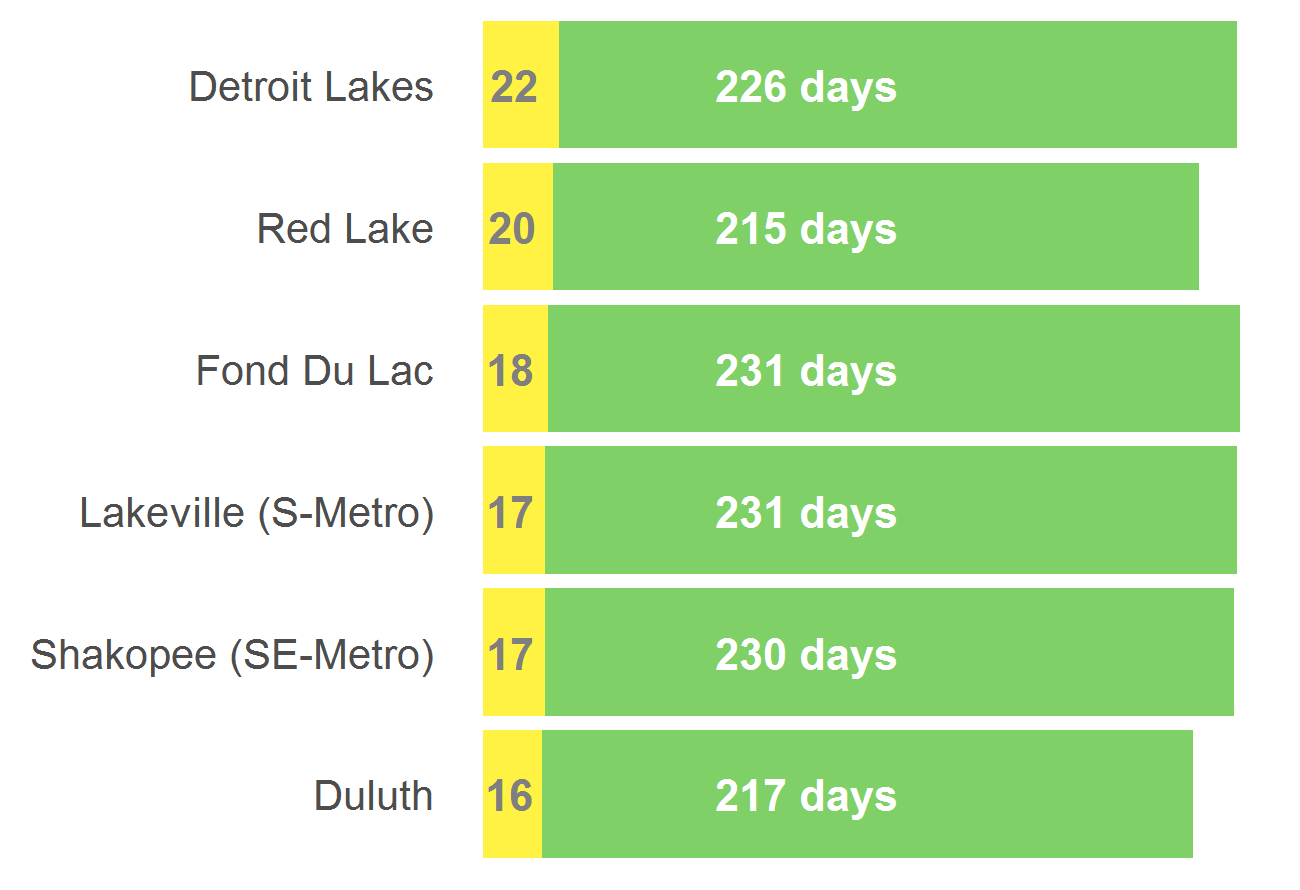 Detroit Lakes 22 226 days
Red Lake 20 215 days
Fond Du Lac 18 231 days
Lakeville (S-Metro) 17 231 days
Shakopee (SE-Metro) 17 230 days
Duluth 16 217 days